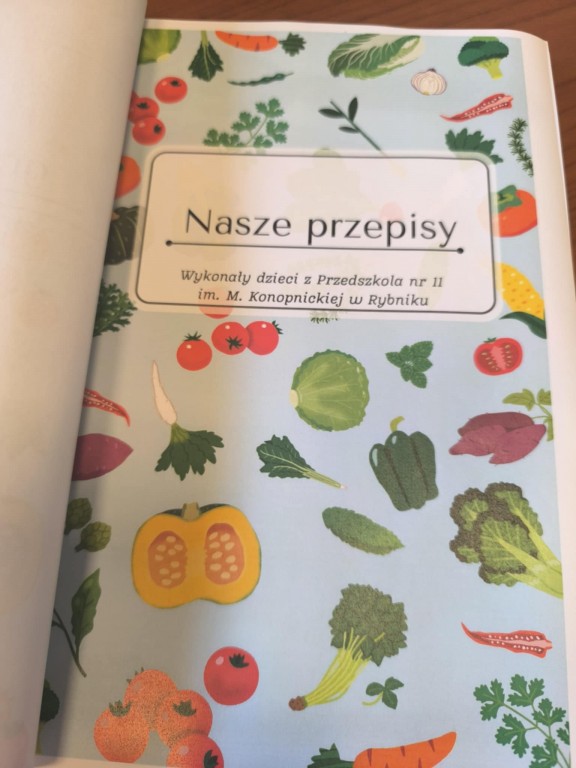 Nasze przepisy
Wykonały dzieci z Przedszkola nr 11
im. M. Konopnickiej w Rybniku